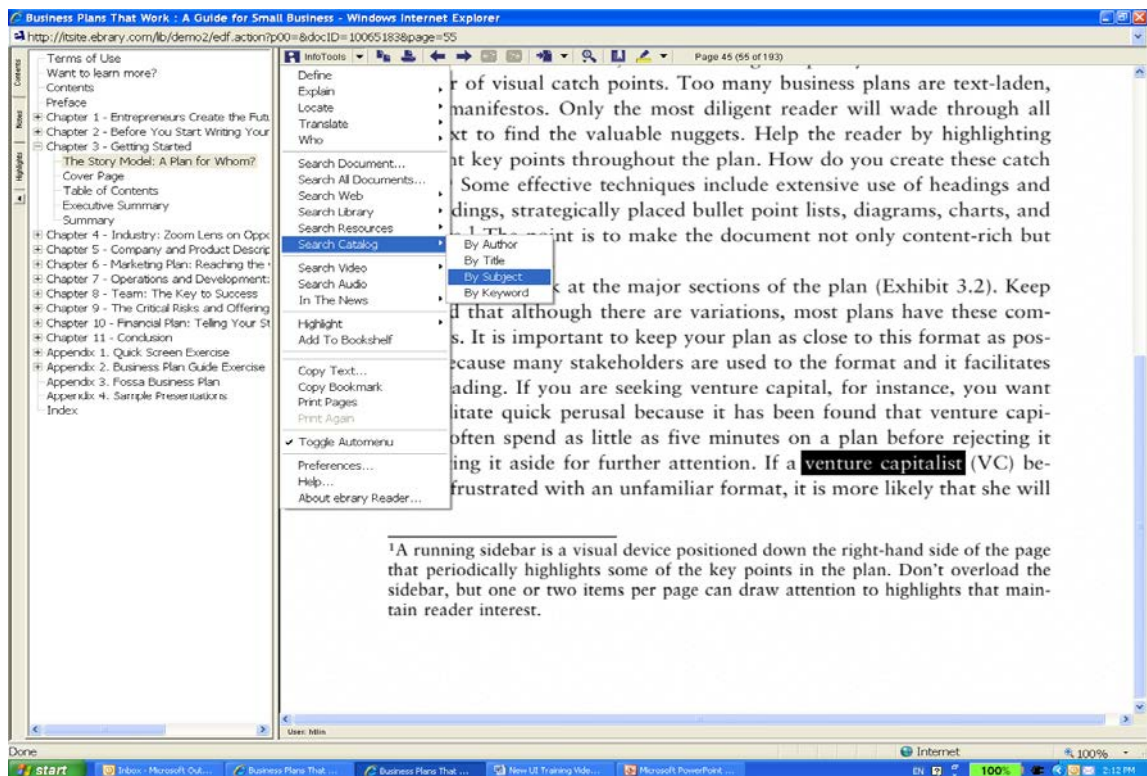 Business Plans That Work : A Guide for Small Business - Windows Internet Explorer
http://itsite.ebrary.com/lib/demo2/edf.action?p00=&docID=10065183&page=55
Contents
Notes
Highlights
Terms of Use
Want to learn more?
Contents
Preface
Chapter 1 - Entrepreneurs Create the Futu
Chapter 2 - Before You Start Writing Your
Chapter 3 - Getting Started
The Story Model: A Plan for Whom?
Cover Page
Table of Contents
Executive Summary
Summary
Chapter 4 - Industry: Zoom Lens on Oppo
Chapter 5 - Company and Product Descrip
Chapter 6 - Marketing Plan: Reaching the
Chapter 7 - Operations and Development:
Chapter 8 - Team: The Key to Success
Chapter 9 - The Critical Risks and Offering
Chapter 10 - Financial Plan: Telling Your St
Chapter 11 - Conclusion
Appendix 1. Quick Screen Exercise
Appendix 2. Business Plan Guide Exercise
Appendix 3. Fossa Business Plan
Appendix 4. Sample Presentations
Index
InfoTools
Page 45 (55 of 193)
Define
Explain
Locate
Translate
Who
Search Document...
Search All Documents...
Search Web
Search Library
Search Resources
Search Catalog
Search Video
Search Audio
In The News
Highlight
Add To Bookshelf
Copy Text...
Copy Bookmark
Print Pages
Print Again
Toggle Automenu
Preferences...
Help...
About ebrary Reader...
By Author
By Title
By Subject
By Keyword
r of visual catch points. Too many business plans are text-laden,
manifestos. Only the most diligent reader will wade through all
xt to find the valuable nuggets. Help the reader by highlighting
nt key points throughout the plan. How do you create these catch
Some effective techniques include extensive use of headings and
dings, strategically placed bullet point lists, diagrams, charts, and
.1 The point is to make the document not only content-rich but
k at the major sections of the plan (Exhibit 3.2). Keep
d that although there are variations, most plans have these com-
s. It is important to keep your plan as close to this format as pos-
ecause many stakeholders are used to the format and it facilitates
ading. If you are seeking venture capital, for instance, you want
litate quick perusal because it has been found that venture capi-
often spend as little as five minutes on a plan before rejecting it
ing it aside for further attention. If a venture capitalist (VC) be-
frustrated with an unfamiliar format, it is more likely that she will
1A running sidebar is a visual device positioned down the right-hand side of the page
that periodically highlights some of the key points in the plan. Don't overload the
sidebar, but one or two items per page can draw attention to highlights that main-
tain reader interest.
Done
Internet
100%
start
Inbox - Microsoft Out...
Business Plans That ...
Business Plans That ...
New UI Training Vide...
Microsoft PowerPoint ...
EN
100%
2:12 PM